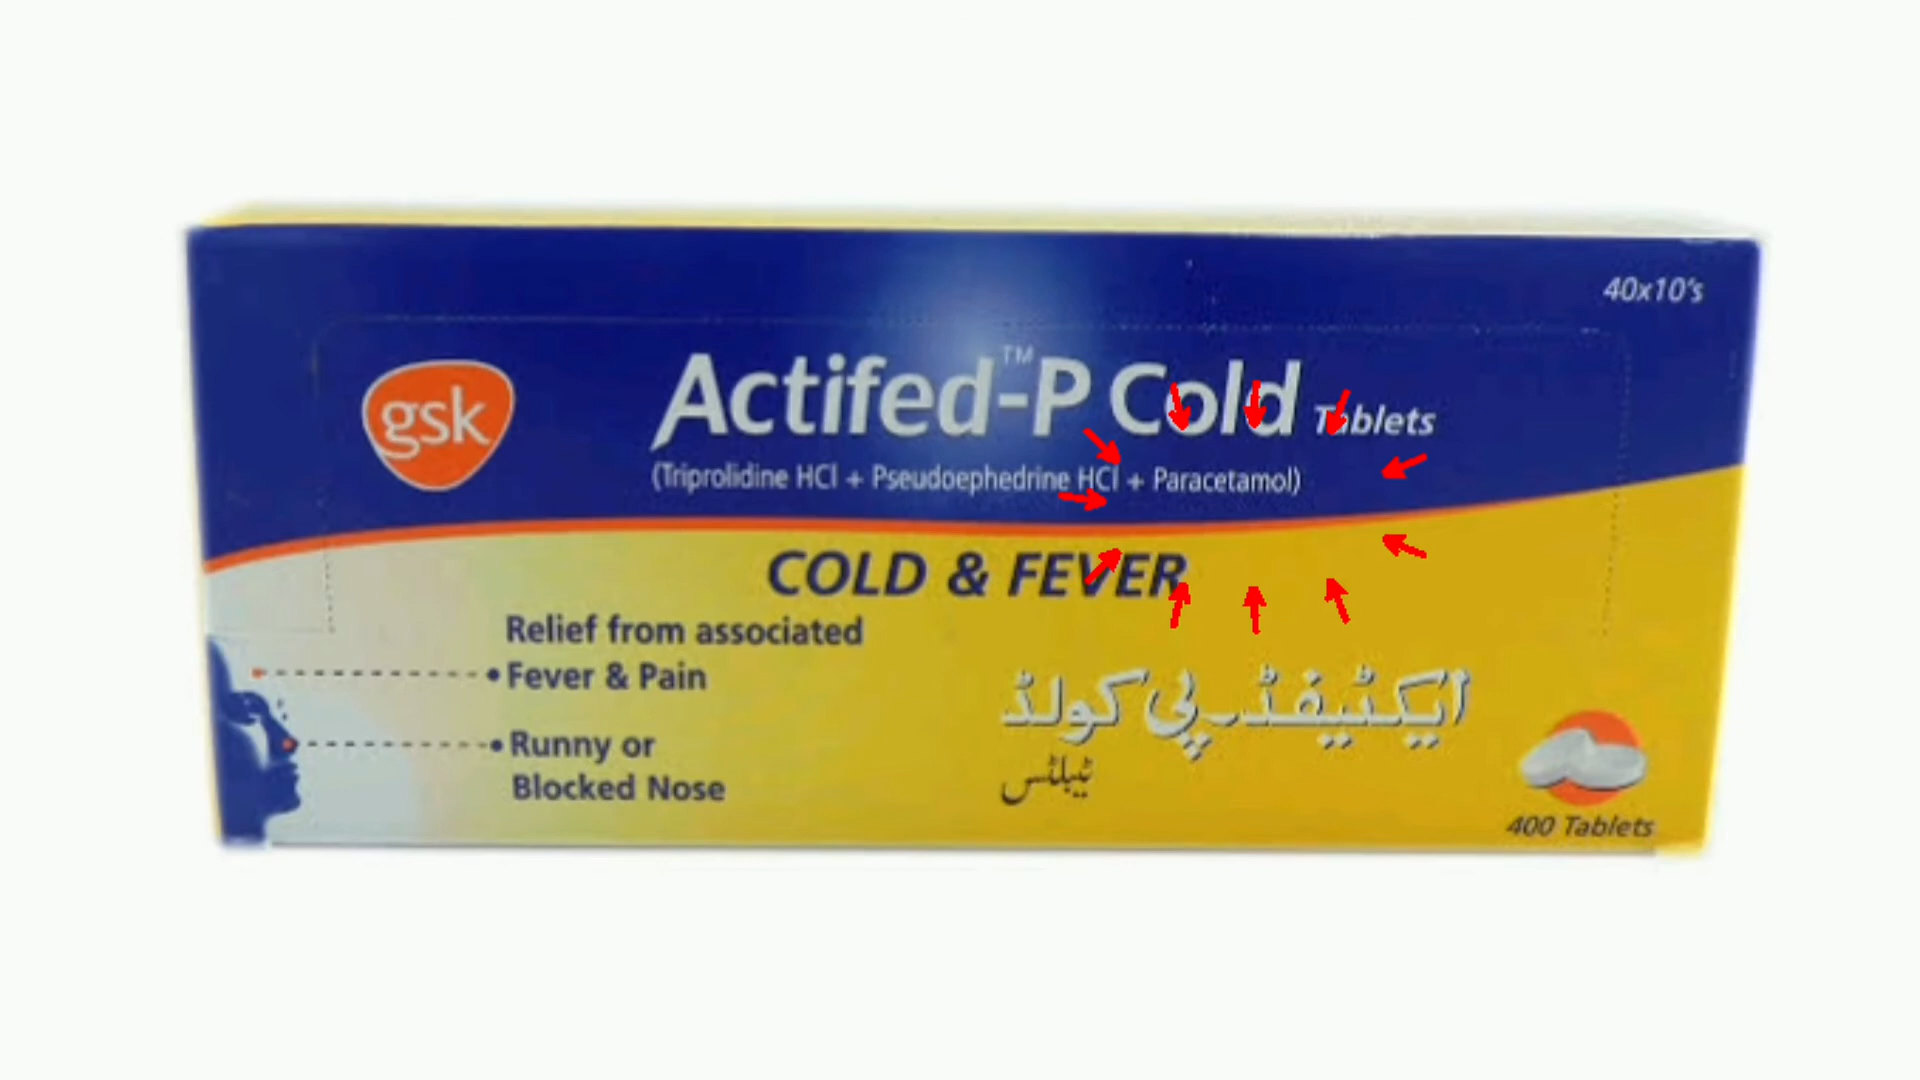 40x10's
gsk
Actifed™-P Cold Tablets
(Triprolidine HCl + Pseudoephedrine HCl + Paracetamol)
COLD & FEVER
Relief from associated
Fever & Pain
Runny or
Blocked Nose
ایکٹیفڈ۔پی کولڈ
ٹیبلٹس
400 Tablets